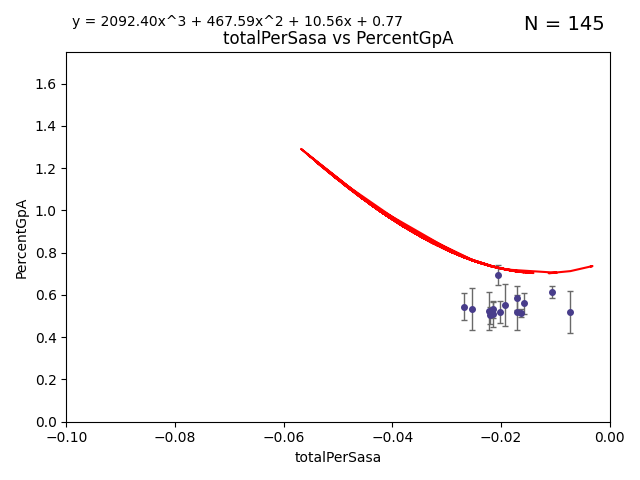 y = 2092.40x^3 + 467.59x^2 + 10.56x + 0.77
N = 145
totalPerSasa vs PercentGpA
1.6
1.4
1.2
1.0
0.8
0.6
0.4
0.2
0.0
PercentGpA
−0.10 −0.08 −0.06 −0.04 −0.02 0.00
totalPerSasa